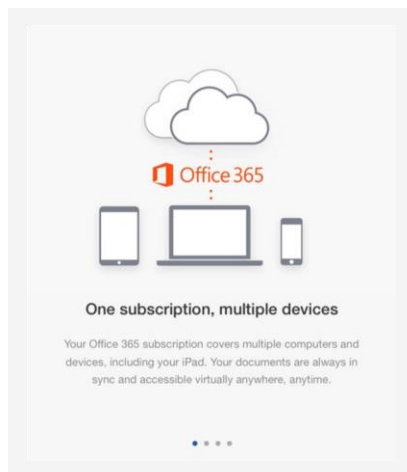 Office 365
One subscription, multiple devices
Your Office 365 subscription covers multiple computers and
devices, including your iPad. Your documents are always in
sync and accessible virtually anywhere, anytime.